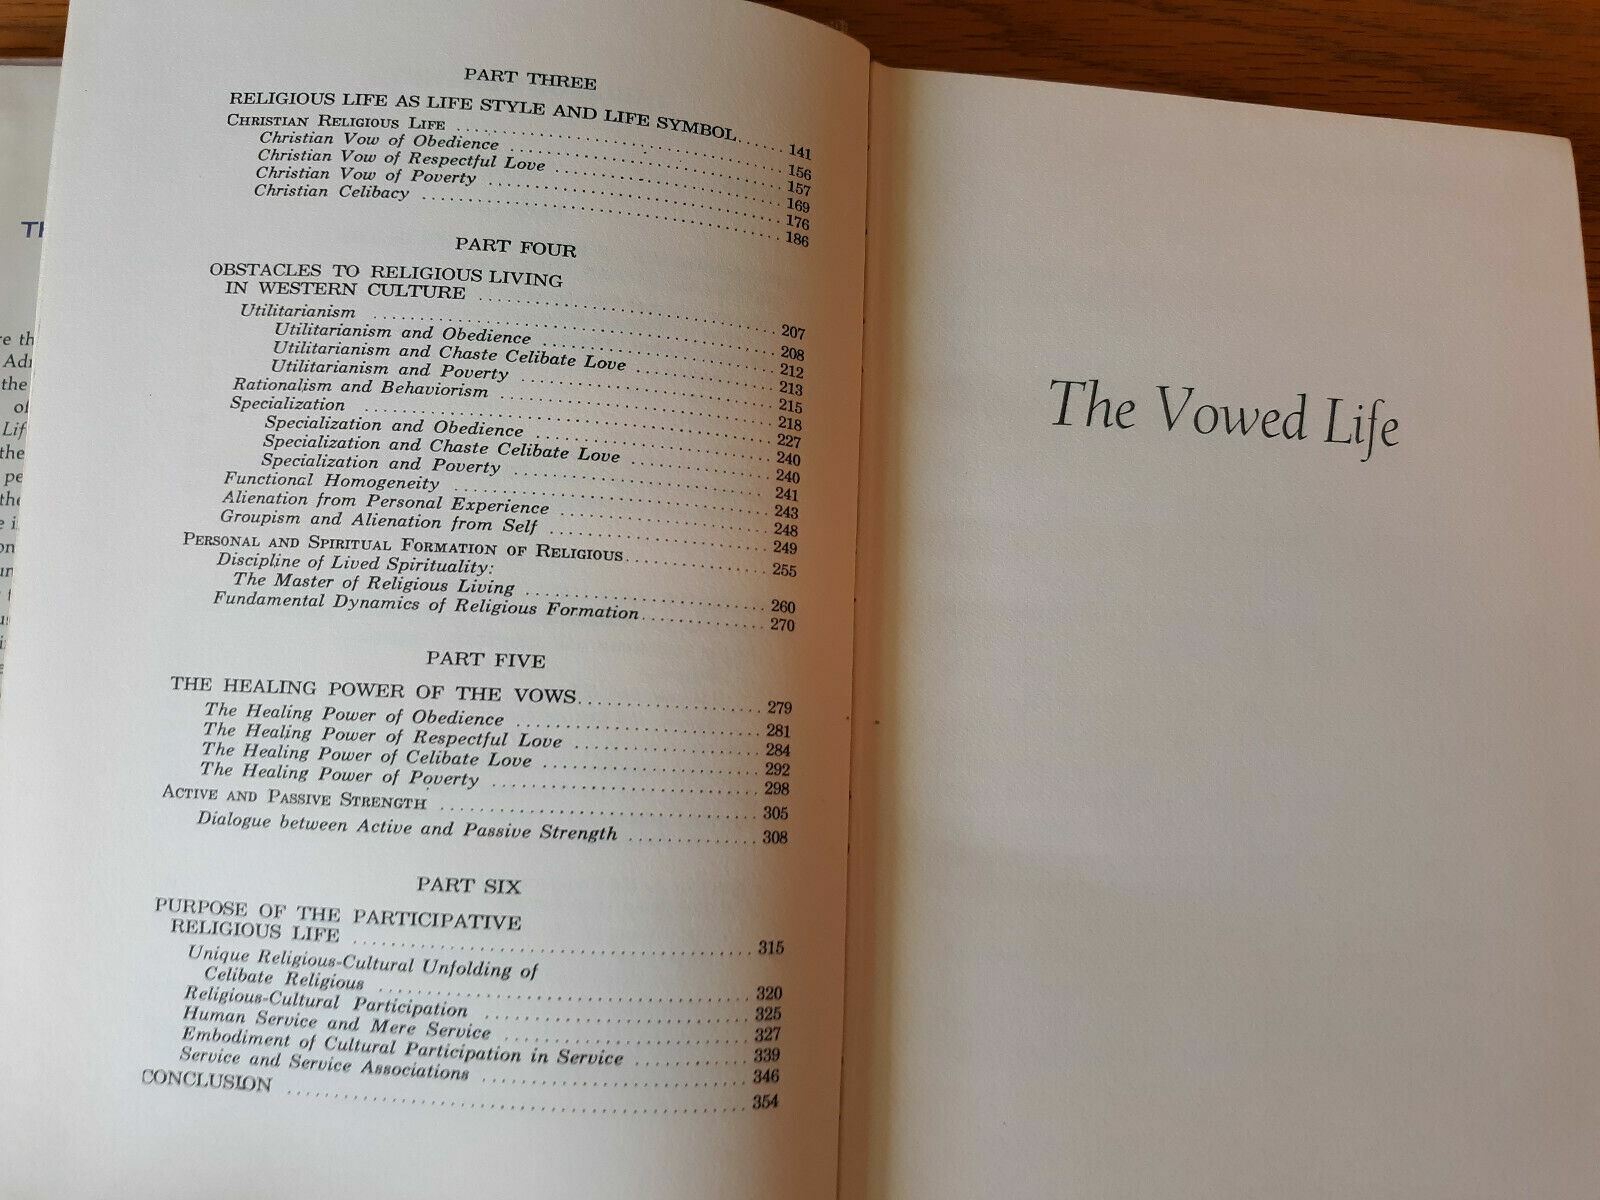 PART THREE
RELIGIOUS LIFE AS LIFE STYLE AND LIFE SYMBOL ...... 141
CHRISTIAN RELIGIOUS LIFE ...... 156
Christian Vow of Obedience ...... 157
Christian Vow of Respectful Love ...... 169
Christian Vow of Poverty ...... 176
Christian Celibacy ...... 186
PART FOUR
OBSTACLES TO RELIGIOUS LIVING
IN WESTERN CULTURE ...... 207
Utilitarianism ...... 208
Utilitarianism and Obedience ...... 212
Utilitarianism and Chaste Celibate Love ...... 213
Utilitarianism and Poverty ...... 215
Rationalism and Behaviorism ...... 218
Specialization ...... 227
Specialization and Obedience ...... 240
Specialization and Chaste Celibate Love ...... 240
Specialization and Poverty ...... 241
Functional Homogeneity ...... 243
Alienation from Personal Experience ...... 248
Groupism and Alienation from Self ...... 249
PERSONAL AND SPIRITUAL FORMATION OF RELIGIOUS ...... 255
Discipline of Lived Spirituality:
The Master of Religious Living ...... 260
Fundamental Dynamics of Religious Formation ...... 270
PART FIVE
THE HEALING POWER OF THE VOWS ...... 279
The Healing Power of Obedience ...... 281
The Healing Power of Respectful Love ...... 284
The Healing Power of Celibate Love ...... 292
The Healing Power of Poverty ...... 298
ACTIVE AND PASSIVE STRENGTH ...... 305
Dialogue between Active and Passive Strength ...... 308
PART SIX
PURPOSE OF THE PARTICIPATIVE
RELIGIOUS LIFE ...... 315
Unique Religious-Cultural Unfolding of
Celibate Religious ...... 320
Religious-Cultural Participation ...... 325
Human Service and Mere Service ...... 327
Embodiment of Cultural Participation in Service ...... 339
Service and Service Associations ...... 346
CONCLUSION ...... 354
The Vowed Life